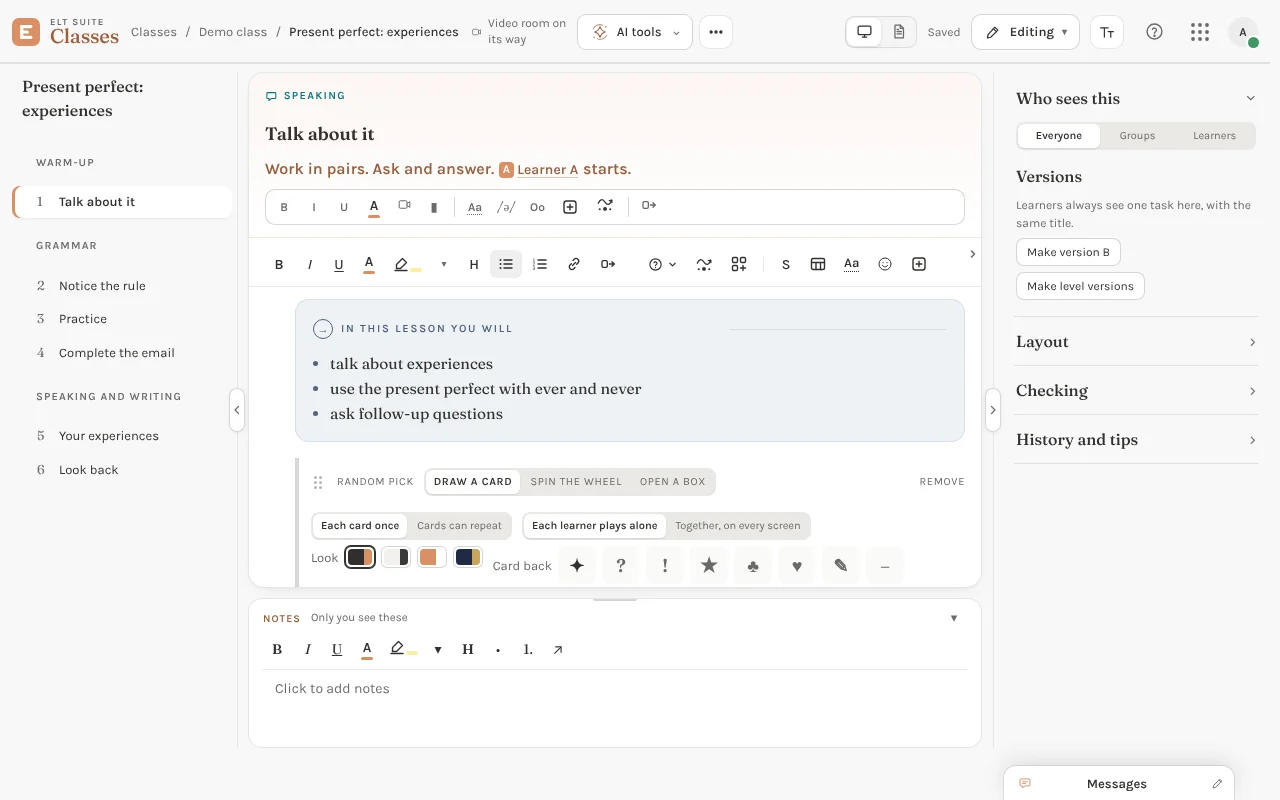 E
ELT SUITE
Classes
Classes / Demo class / Present perfect: experiences
Video room on
its way
AI tools
•••
Saved
Editing
Tт
A
Present perfect:
experiences
WARM-UP
1 Talk about it
GRAMMAR
2 Notice the rule
3 Practice
4 Complete the email
SPEAKING AND WRITING
5 Your experiences
6 Look back
SPEAKING
Talk about it
Work in pairs. Ask and answer. A Learner A starts.
B I U A Aa /ə/ Oo
B I U A H S Aa
IN THIS LESSON YOU WILL
• talk about experiences
• use the present perfect with ever and never
• ask follow-up questions
RANDOM PICK DRAW A CARD SPIN THE WHEEL OPEN A BOX REMOVE
Each card once Cards can repeat Each learner plays alone Together, on every screen
Look Card back ✦ ? ! ★ ♣ ♥ ✎ –
NOTES Only you see these
B I U A H • 1.
Click to add notes
Who sees this
Everyone Groups Learners
Versions
Learners always see one task here, with the
same title.
Make version B
Make level versions
Layout
Checking
History and tips
Messages